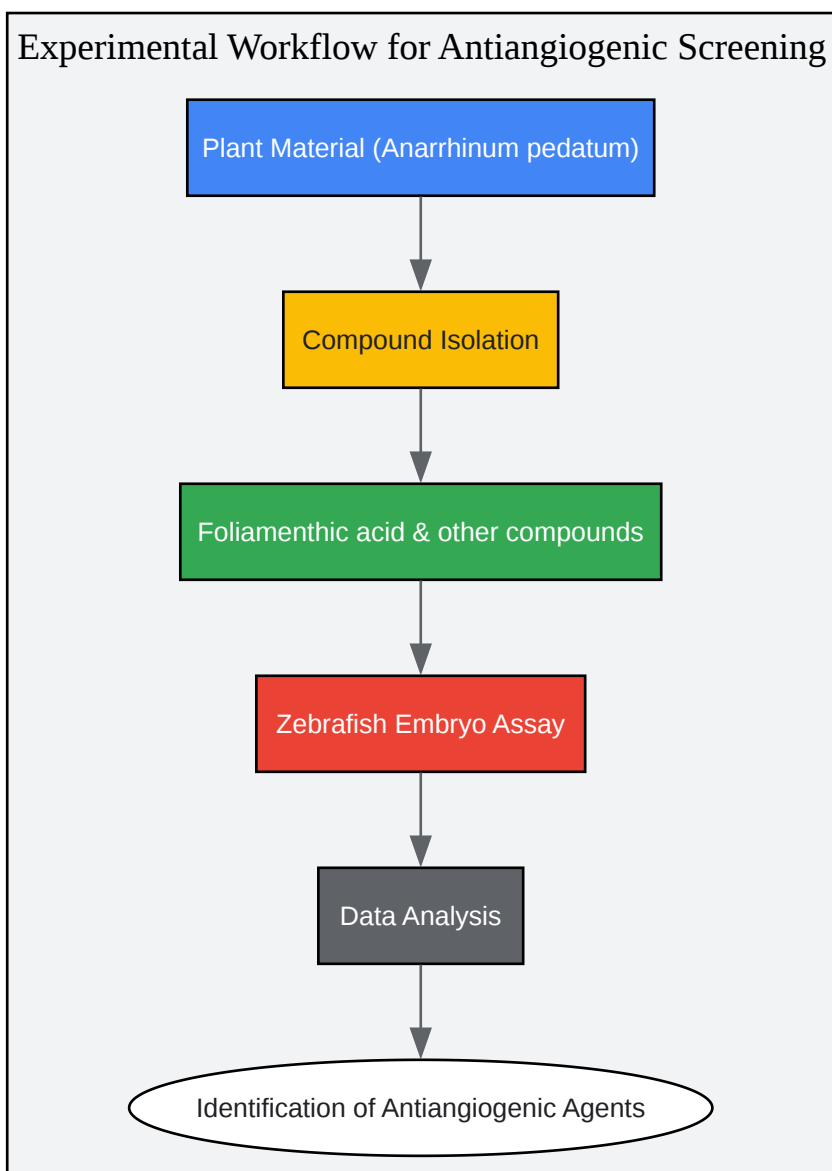 Experimental Workflow for Antiangiogenic Screening
Plant Material (Anarrhinum pedatum)
Compound Isolation
Foliamenthic acid & other compounds
Zebrafish Embryo Assay
Data Analysis
Identification of Antiangiogenic Agents